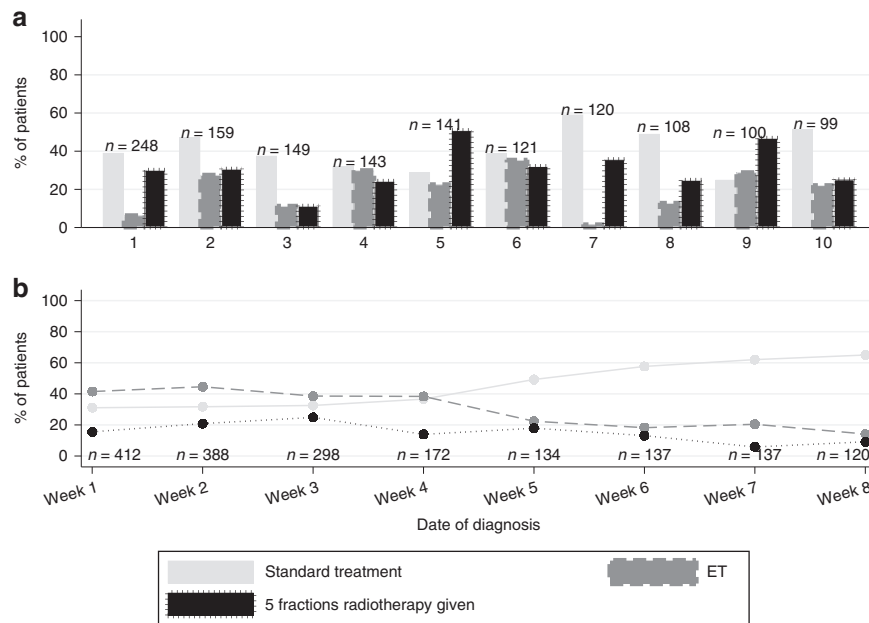 a
100
80
60
40
20
0
% of patients
n = 248
n = 159
n = 149
n = 143
n = 141
n = 121
n = 120
n = 108
n = 100
n = 99
1 2 3 4 5 6 7 8 9 10
b
100
80
60
40
20
0
% of patients
n = 412 n = 388 n = 298 n = 172 n = 134 n = 137 n = 137 n = 120
Week 1 Week 2 Week 3 Week 4 Week 5 Week 6 Week 7 Week 8
Date of diagnosis
Standard treatment ET
5 fractions radiotherapy given